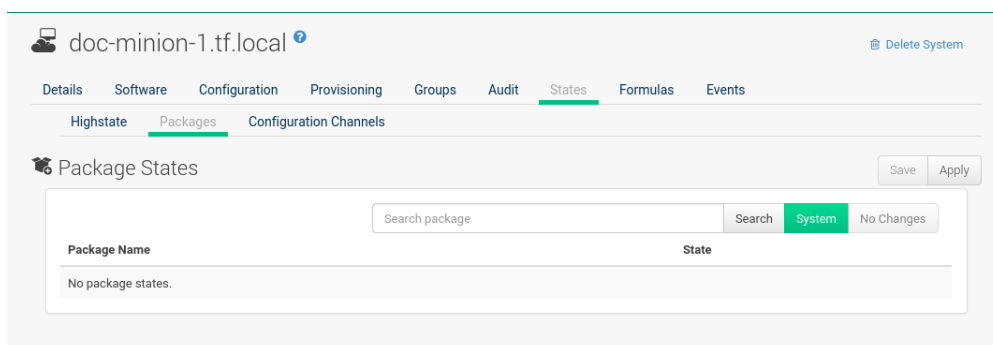 doc-minion-1.tf.local ?
Delete System
Details Software Configuration Provisioning Groups Audit States Formulas Events
Highstate Packages Configuration Channels
Package States
Save Apply
Search package Search System No Changes
Package Name State
No package states.